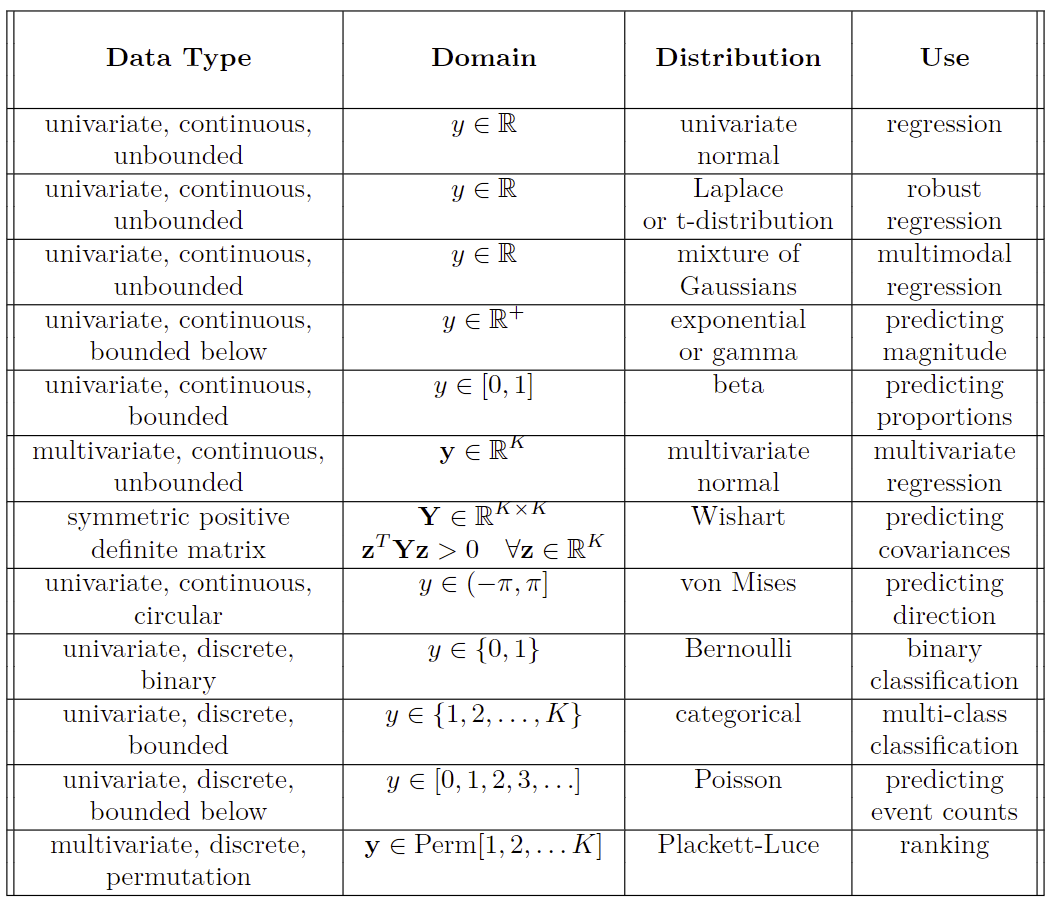 Data Type Domain Distribution Use
univariate, continuous, y ∈ ℝ univariate regression
unbounded normal
univariate, continuous, y ∈ ℝ Laplace robust
unbounded or t-distribution regression
univariate, continuous, y ∈ ℝ mixture of multimodal
unbounded Gaussians regression
univariate, continuous, y ∈ ℝ⁺ exponential predicting
bounded below or gamma magnitude
univariate, continuous, y ∈ [0, 1] beta predicting
bounded proportions
multivariate, continuous, y ∈ ℝᴷ multivariate multivariate
unbounded normal regression
symmetric positive Y ∈ ℝᴷˣᴷ Wishart predicting
definite matrix zᵀYz > 0 ∀z ∈ ℝᴷ covariances
univariate, continuous, y ∈ (−π, π] von Mises predicting
circular direction
univariate, discrete, y ∈ {0, 1} Bernoulli binary
binary classification
univariate, discrete, y ∈ {1, 2, . . . , K} categorical multi-class
bounded classification
univariate, discrete, y ∈ [0, 1, 2, 3, . . .] Poisson predicting
bounded below event counts
multivariate, discrete, y ∈ Perm[1, 2, . . . K] Plackett-Luce ranking
permutation